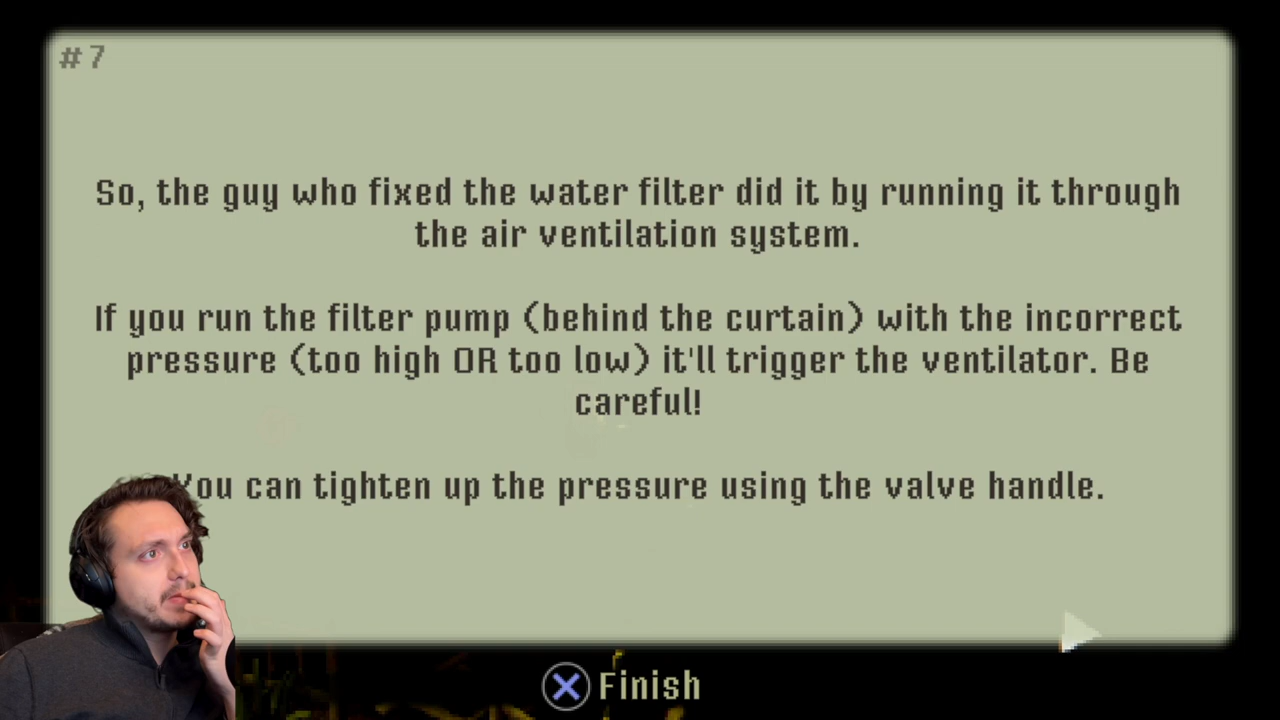 #7
So, the guy who fixed the water filter did it by running it through
the air ventilation system.
If you run the filter pump (behind the curtain) with the incorrect
pressure (too high OR too low) it'll trigger the ventilator. Be
careful!
You can tighten up the pressure using the valve handle.
Finish